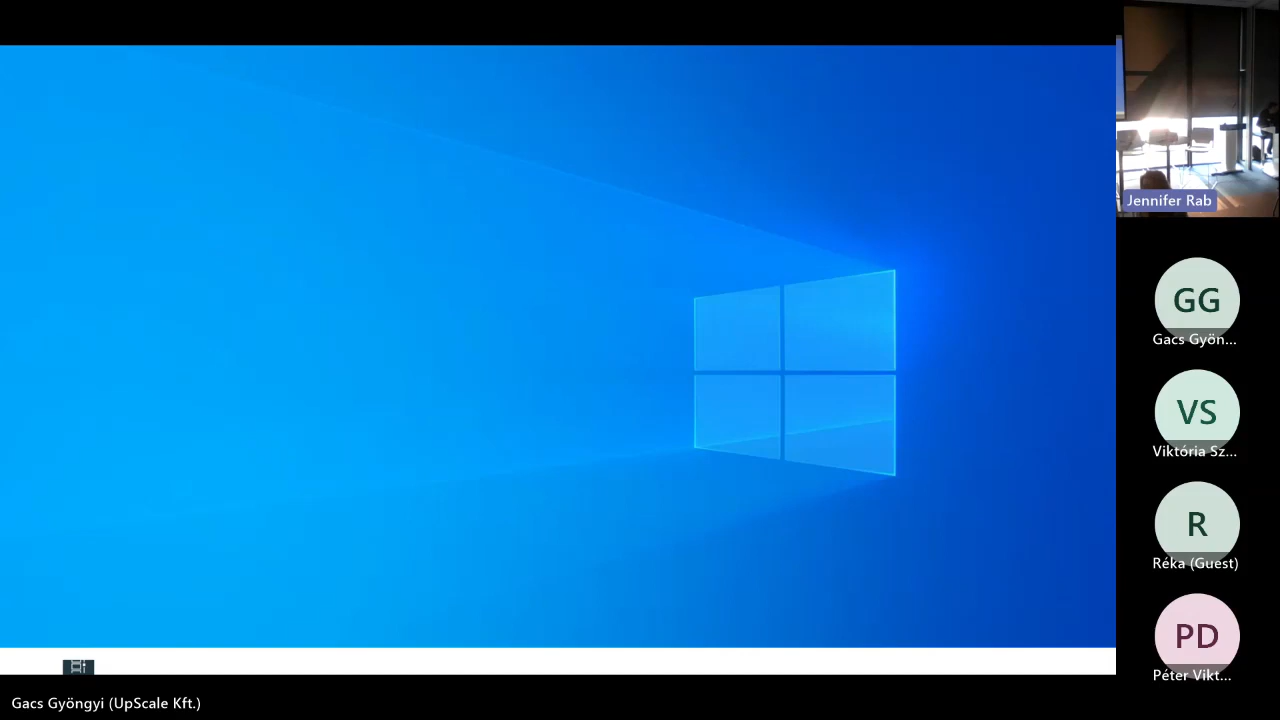 Jennifer Rab
GG
Gacs Gyön...
VS
Viktória Sz...
R
Réka (Guest)
PD
Péter Vikt...
Gacs Gyöngyi (UpScale Kft.)